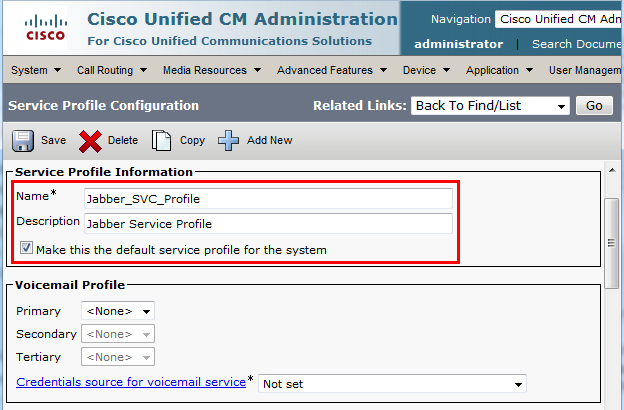 CISCO
Cisco Unified CM Administration
For Cisco Unified Communications Solutions
Navigation Cisco Unified CM Adm
administrator | Search Docume
System Call Routing Media Resources Advanced Features Device Application User Managem
Service Profile Configuration Related Links: Back To Find/List Go
Save Delete Copy Add New
Service Profile Information
Name* Jabber_SVC_Profile
Description Jabber Service Profile
Make this the default service profile for the system
Voicemail Profile
Primary <None>
Secondary <None>
Tertiary <None>
Credentials source for voicemail service* Not set